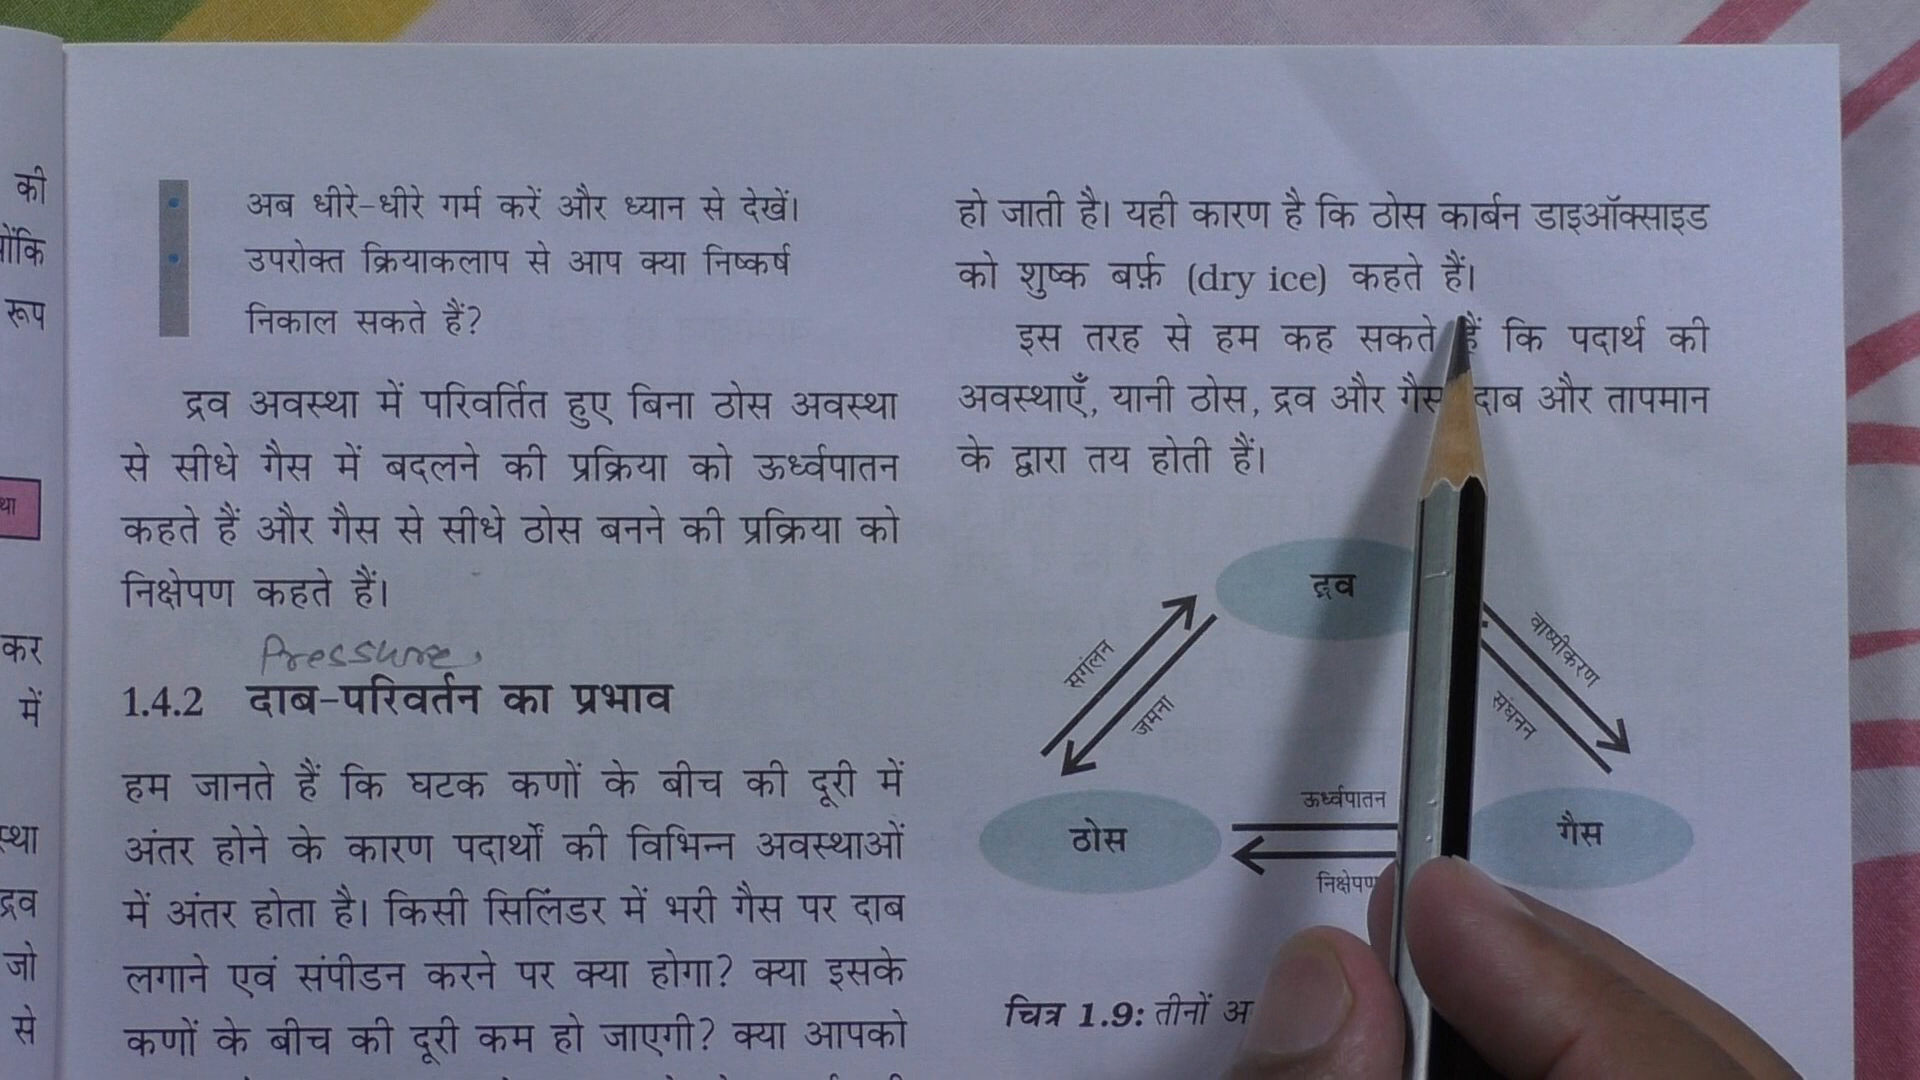 की
रूप
था
कर
में
स्था
द्रव
जो
से
अब धीरे-धीरे गर्म करें और ध्यान से देखें।
उपरोक्त क्रियाकलाप से आप क्या निष्कर्ष
निकाल सकते हैं?
द्रव अवस्था में परिवर्तित हुए बिना ठोस अवस्था
से सीधे गैस में बदलने की प्रक्रिया को ऊर्ध्वपातन
कहते हैं और गैस से सीधे ठोस बनने की प्रक्रिया को
निक्षेपण कहते हैं।
Pressure
1.4.2 दाब-परिवर्तन का प्रभाव
हम जानते हैं कि घटक कणों के बीच की दूरी में
अंतर होने के कारण पदार्थों की विभिन्न अवस्थाओं
में अंतर होता है। किसी सिलिंडर में भरी गैस पर दाब
लगाने एवं संपीडन करने पर क्या होगा? क्या इसके
कणों के बीच की दूरी कम हो जाएगी? क्या आपको
हो जाती है। यही कारण है कि ठोस कार्बन डाइऑक्साइड
को शुष्क बर्फ़ (dry ice) कहते हैं।
इस तरह से हम कह सकते हैं कि पदार्थ की
अवस्थाएँ, यानी ठोस, द्रव और गैस दाब और तापमान
के द्वारा तय होती हैं।
द्रव
सगंलन
जमना
वाष्पीकरण
संघनन
ऊर्ध्वपातन
ठोस
गैस
निक्षेपण
चित्र 1.9: तीनों अ